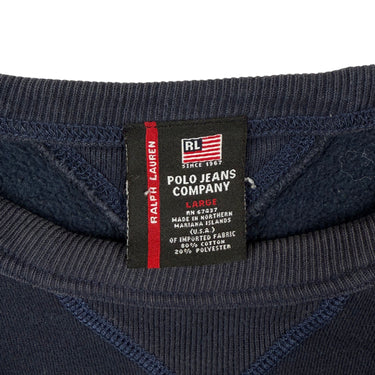 RALPH LAUREN
RL
SINCE 1967
POLO JEANS
COMPANY
LARGE
RN 67837
MADE IN NORTHERN
MARIANA ISLANDS
(U.S.A.)
OF IMPORTED FABRIC
80% COTTON
20% POLYESTER